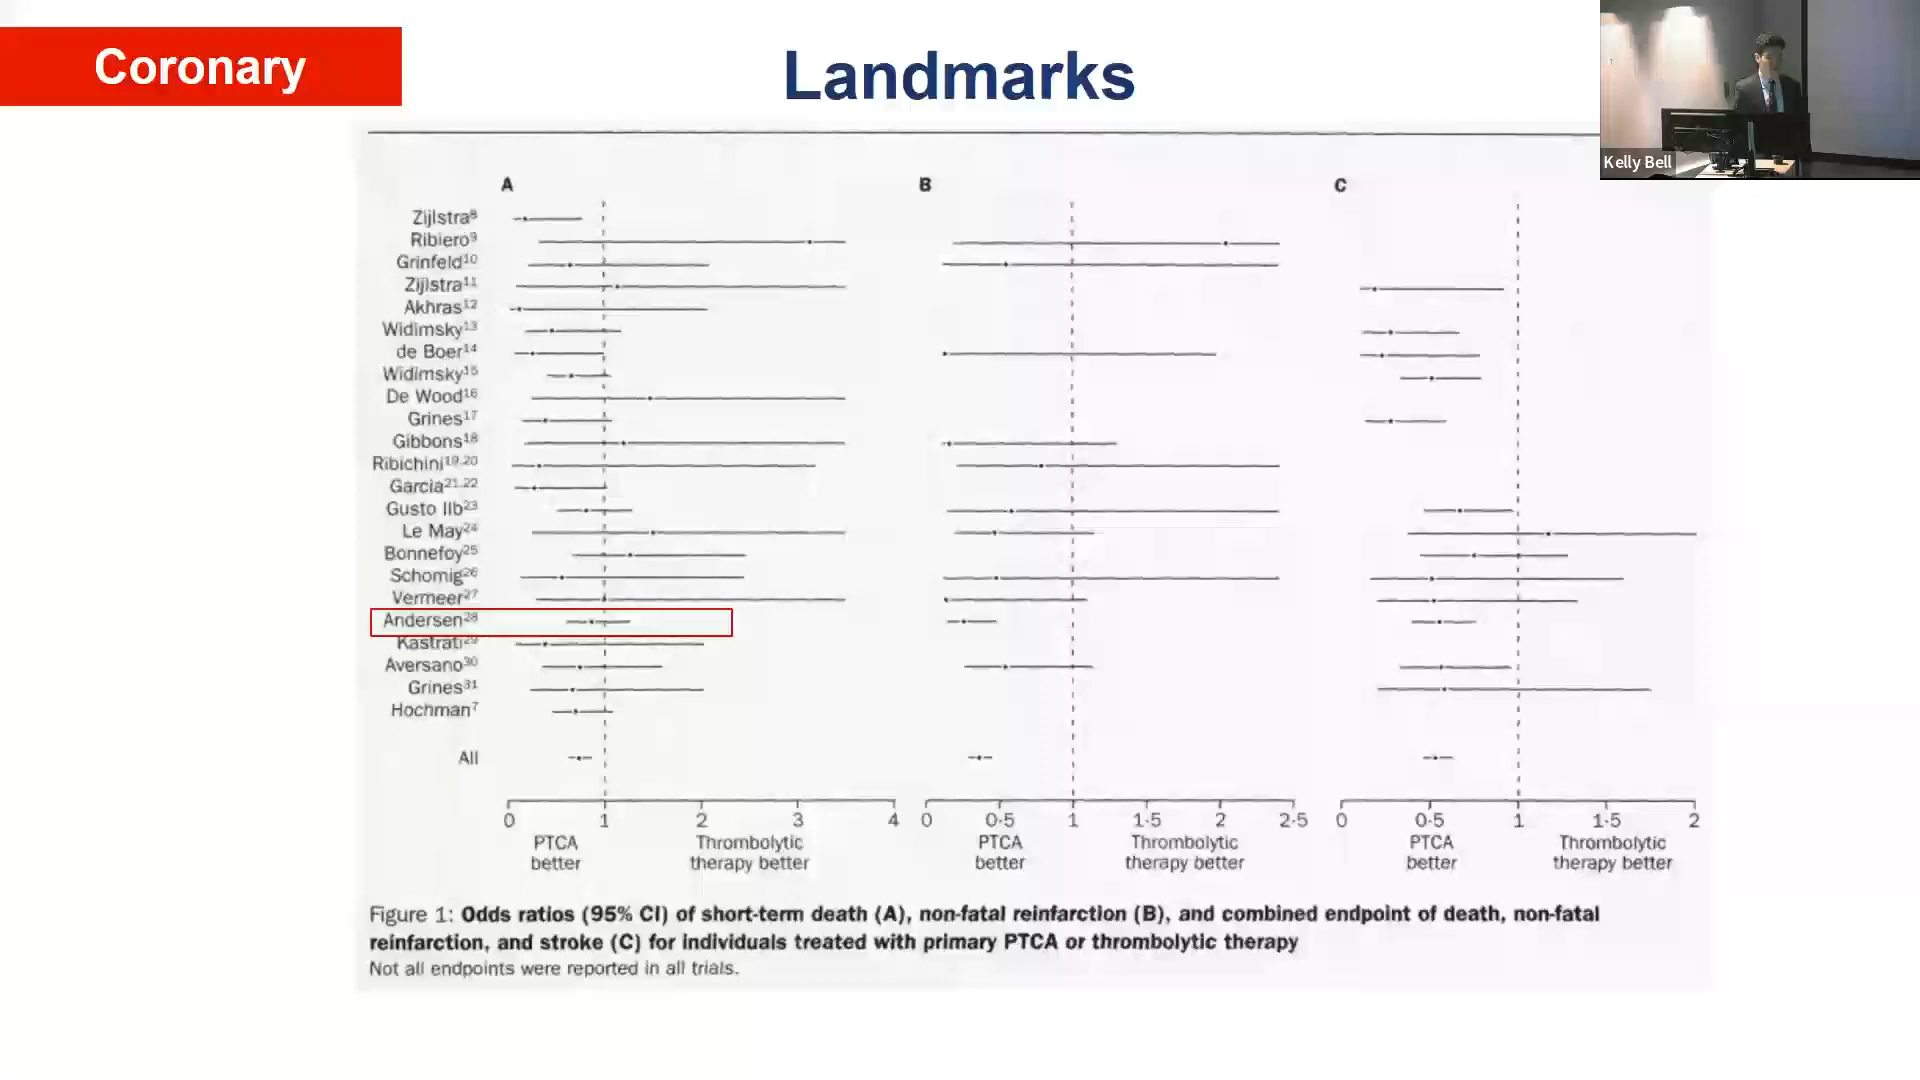 Coronary
Landmarks
Kelly Bell
A
B
C
Zijlstra⁸
Ribiero⁹
Grinfeld¹⁰
Zijlstra¹¹
Akhras¹²
Widimsky¹³
de Boer¹⁴
Widimsky¹⁵
De Wood¹⁶
Grines¹⁷
Gibbons¹⁸
Ribichini¹⁹·²⁰
Garcia²¹·²²
Gusto IIb²³
Le May²⁴
Bonnefoy²⁵
Schomig²⁶
Vermeer²⁷
Andersen²⁸
Kastrati²⁹
Aversano³⁰
Grines³¹
Hochman⁷
All
0 1 2 3 4
0 0·5 1 1·5 2 2·5
0 0·5 1 1·5 2
PTCA better
Thrombolytic therapy better
PTCA better
Thrombolytic therapy better
PTCA better
Thrombolytic therapy better
Figure 1: Odds ratios (95% CI) of short-term death (A), non-fatal reinfarction (B), and combined endpoint of death, non-fatal
reinfarction, and stroke (C) for individuals treated with primary PTCA or thrombolytic therapy
Not all endpoints were reported in all trials.